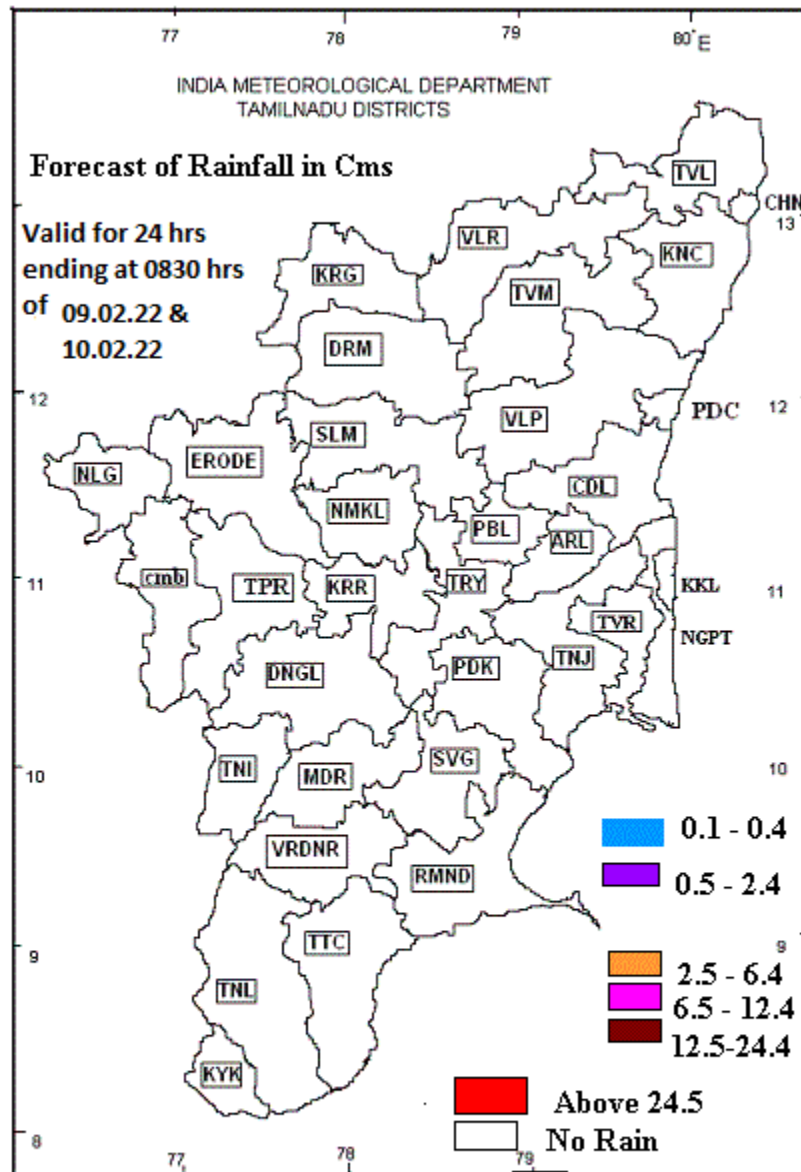 77 78 79 80° E
INDIA METEOROLOGICAL DEPARTMENT
TAMILNADU DISTRICTS
Forecast of Rainfall in Cms
TVL
CHN
13
Valid for 24 hrs
ending at 0830 hrs
of 09.02.22 &
10.02.22
VLR
KNC
KRG
TVM
DRM
12
12
PDC
VLP
SLM
ERODE
NLG
CDL
NMKL
PBL
ARL
11
cmb
TPR
KRR
TRY
KKL
11
TVR
NGPT
DNGL
PDK
TNJ
10
TNI
MDR
SVG
10
0.1 - 0.4
VRDNR
RMND
0.5 - 2.4
9
TTC
9
2.5 - 6.4
TNL
6.5 - 12.4
12.5-24.4
KYK
Above 24.5
8
No Rain
77 78 79